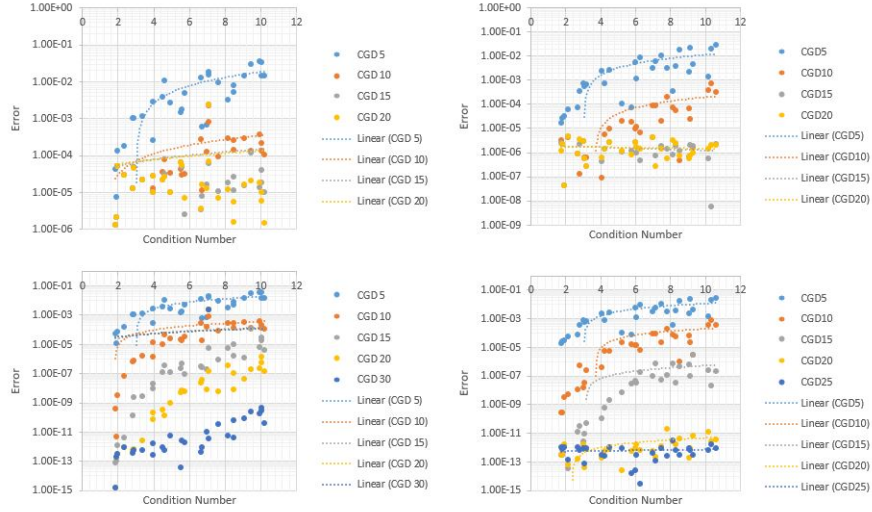 1.00E+00
0 2 4 6 8 10 12
1.00E-01
1.00E-02
1.00E-03
1.00E-04
1.00E-05
1.00E-06
Error
Condition Number
CGD 5
CGD 10
CGD 15
CGD 20
Linear (CGD 5)
Linear (CGD 10)
Linear (CGD 15)
Linear (CGD 20)
1.00E+00
0 2 4 6 8 10 12
1.00E-01
1.00E-02
1.00E-03
1.00E-04
1.00E-05
1.00E-06
1.00E-07
1.00E-08
1.00E-09
Error
Condition Number
CGD5
CGD10
CGD15
CGD20
Linear (CGD5)
Linear (CGD10)
Linear (CGD15)
Linear (CGD20)
1.00E-01
0 2 4 6 8 10 12
1.00E-03
1.00E-05
1.00E-07
1.00E-09
1.00E-11
1.00E-13
1.00E-15
Error
Condition Number
CGD 5
CGD 10
CGD 15
CGD 20
CGD 30
Linear (CGD 5)
Linear (CGD 10)
Linear (CGD 15)
Linear (CGD 20)
Linear (CGD 30)
1.00E-01
0 2 4 6 8 10 12
1.00E-03
1.00E-05
1.00E-07
1.00E-09
1.00E-11
1.00E-13
1.00E-15
Error
Condition Number
CGD5
CGD10
CGD15
CGD20
CGD25
Linear (CGD5)
Linear (CGD10)
Linear (CGD15)
Linear (CGD20)
Linear (CGD25)